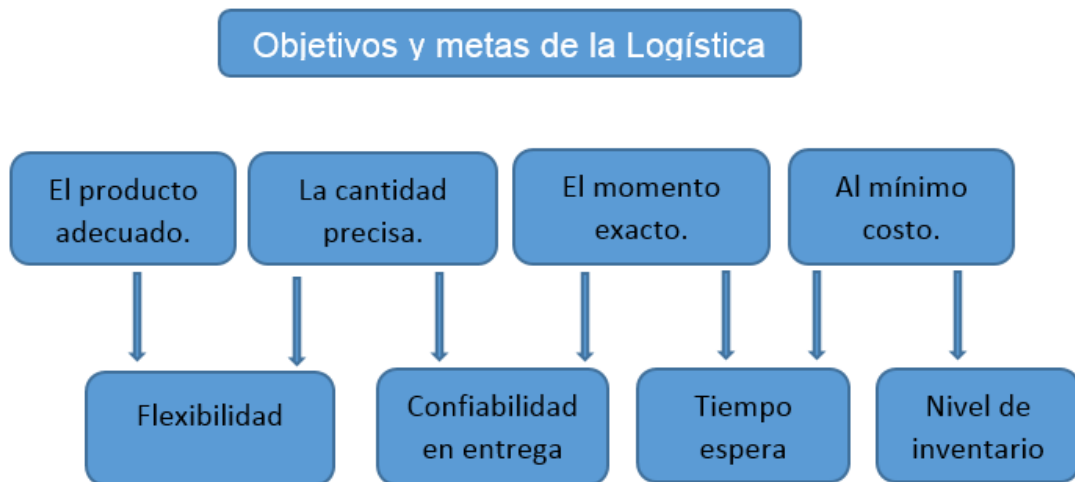 Objetivos y metas de la Logística
El producto
adecuado.
La cantidad
precisa.
El momento
exacto.
Al mínimo
costo.
Flexibilidad
Confiabilidad
en entrega
Tiempo
espera
Nivel de
inventario